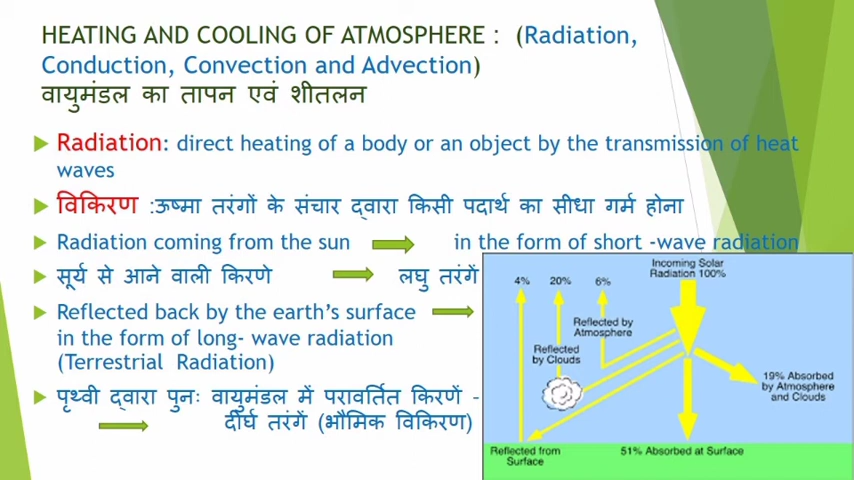 HEATING AND COOLING OF ATMOSPHERE : (Radiation,
Conduction, Convection and Advection)
वायुमंडल का तापन एवं शीतलन
Radiation: direct heating of a body or an object by the transmission of heat
waves
विकिरण :ऊष्मा तरंगों के संचार द्वारा किसी पदार्थ का सीधा गर्म होना
Radiation coming from the sun in the form of short -wave radiation
सूर्य से आने वाली किरणे लघु तरंगें
Reflected back by the earth's surface
in the form of long- wave radiation
(Terrestrial Radiation)
पृथ्वी द्वारा पुनः वायुमंडल में परावर्तित किरणें -
दीर्घ तरंगें (भौमिक विकिरण)
Incoming Solar
Radiation 100%
4% 20% 6%
Reflected by
Atmosphere
Reflected
by Clouds
19% Absorbed
by Atmosphere
and Clouds
Reflected from
Surface
51% Absorbed at Surface